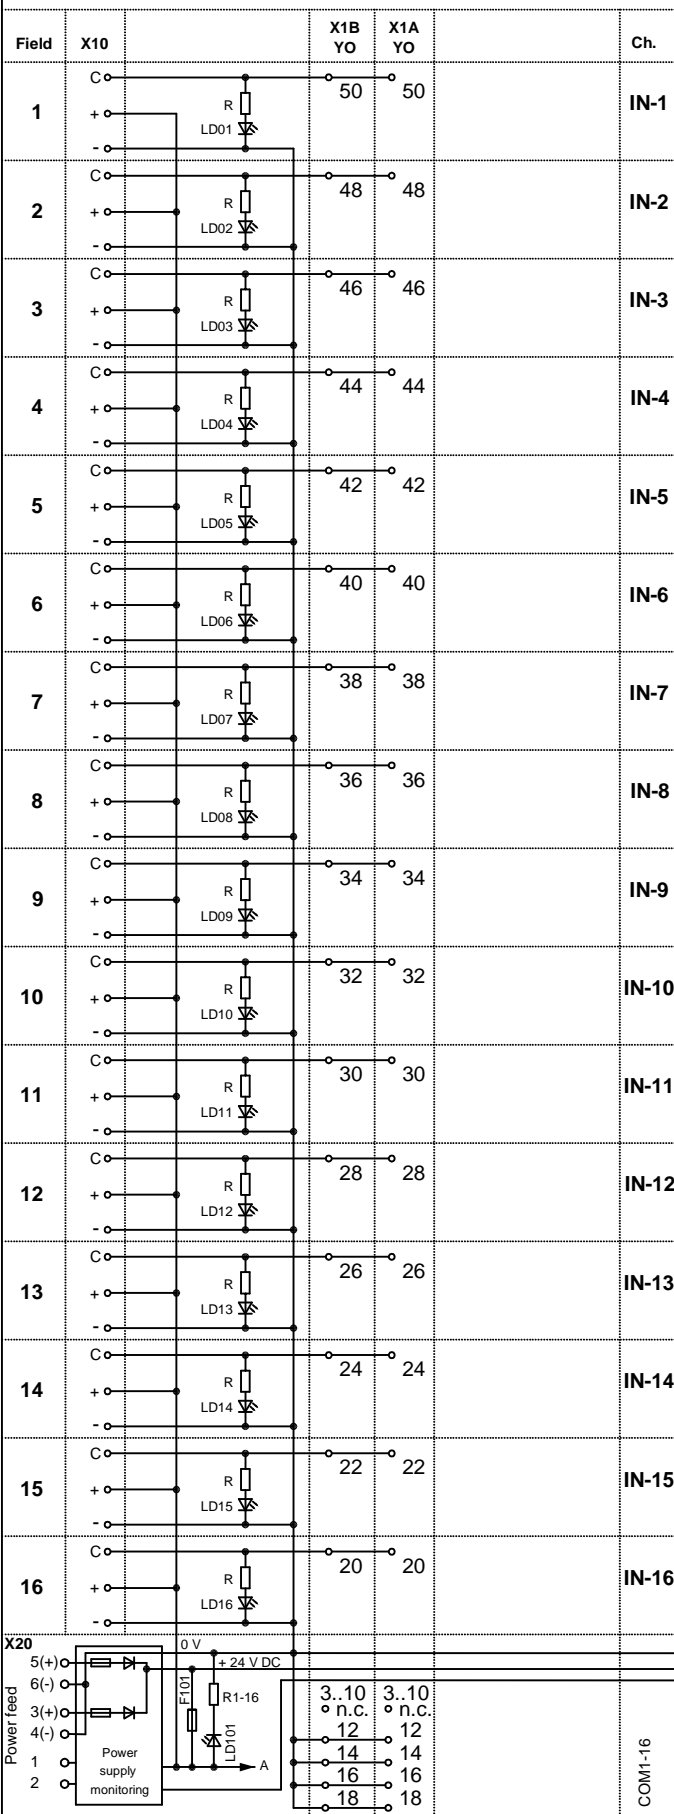 Field X10 X1B YO X1A YO Ch.
C
1 + R 50 50 IN-1
LD01
-
C
2 + R 48 48 IN-2
LD02
-
C
3 + R 46 46 IN-3
LD03
-
C
4 + R 44 44 IN-4
LD04
-
C
5 + R 42 42 IN-5
LD05
-
C
6 + R 40 40 IN-6
LD06
-
C
7 + R 38 38 IN-7
LD07
-
C
8 + R 36 36 IN-8
LD08
-
C
9 + R 34 34 IN-9
LD09
-
C
10 + R 32 32 IN-10
LD10
-
C
11 + R 30 30 IN-11
LD11
-
C
12 + R 28 28 IN-12
LD12
-
C
13 + R 26 26 IN-13
LD13
-
C
14 + R 24 24 IN-14
LD14
-
C
15 + R 22 22 IN-15
LD15
-
C
16 + R 20 20 IN-16
LD16
-
X20 0 V
5(+) + 24 V DC
6(-)
3(+)
4(-)
1
2
Power feed
Power
supply
monitoring
F101
R1-16
LD101
A
3..10 3..10
n.c. n.c.
12 12
14 14
16 16
18 18
COM1-16